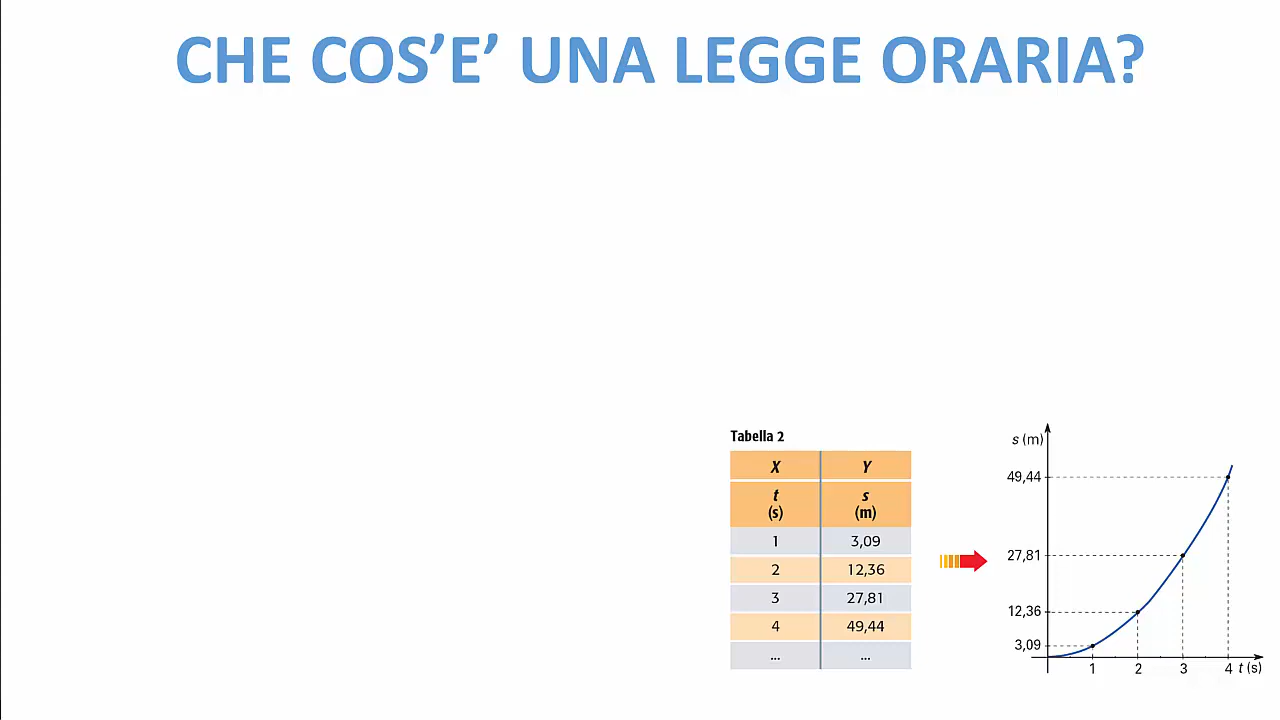 CHE COS’E’ UNA LEGGE ORARIA?
Tabella 2
X Y
t s
(s) (m)
1 3,09
2 12,36
3 27,81
4 49,44
... ...
s (m)
49,44
27,81
12,36
3,09
1 2 3 4 t (s)